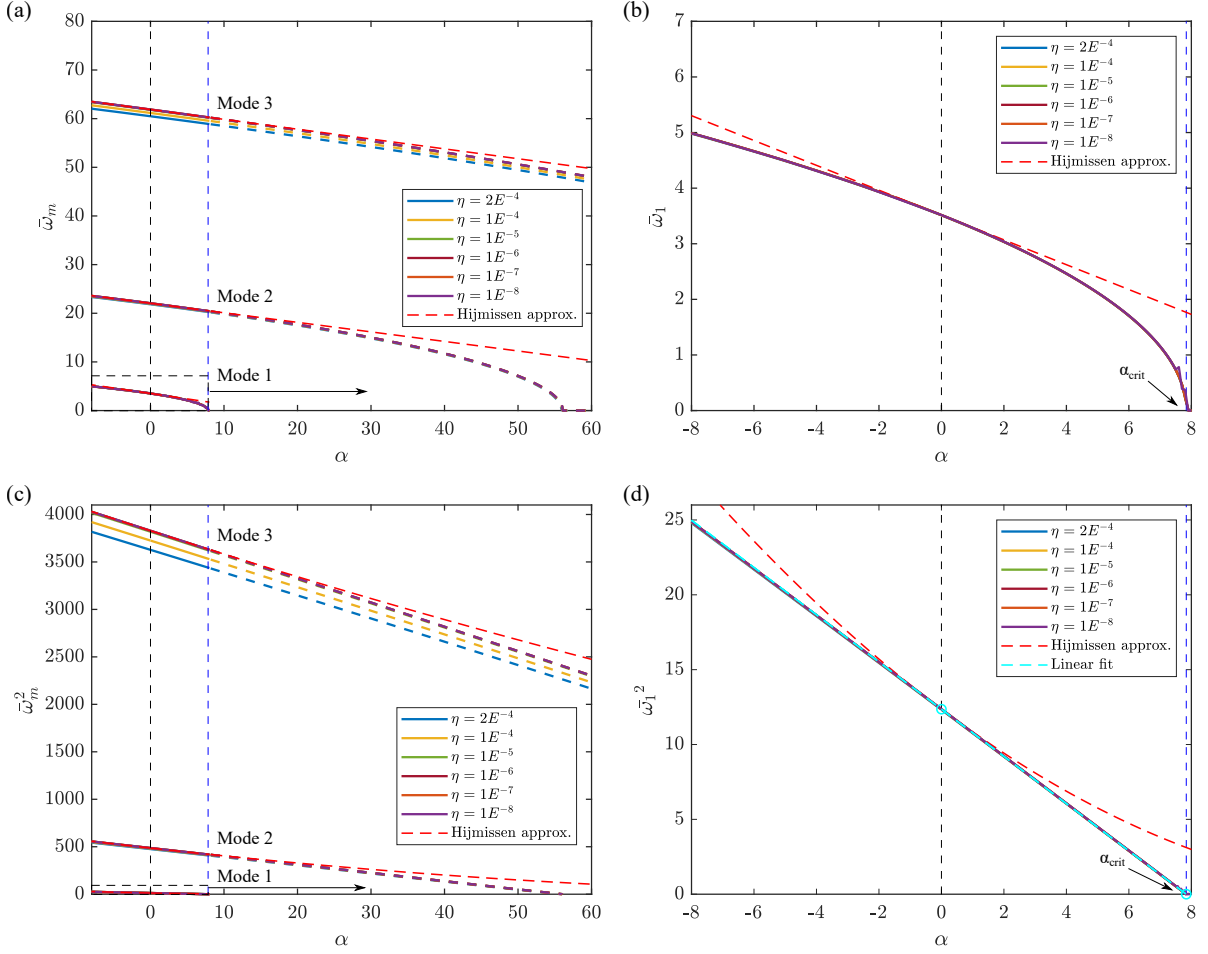 (a)
80
70
60
50
40
30
20
10
0
ω̄ₘ
Mode 3
Mode 2
Mode 1
η = 2E⁻⁴
η = 1E⁻⁴
η = 1E⁻⁵
η = 1E⁻⁶
η = 1E⁻⁷
η = 1E⁻⁸
Hijmissen approx.
0 10 20 30 40 50 60
α
(b)
7
6
5
4
3
2
1
0
ω̄₁
η = 2E⁻⁴
η = 1E⁻⁴
η = 1E⁻⁵
η = 1E⁻⁶
η = 1E⁻⁷
η = 1E⁻⁸
Hijmissen approx.
α_crit
-8 -6 -4 -2 0 2 4 6 8
α
(c)
4000
3500
3000
2500
2000
1500
1000
500
0
ω̄ₘ²
Mode 3
Mode 2
Mode 1
η = 2E⁻⁴
η = 1E⁻⁴
η = 1E⁻⁵
η = 1E⁻⁶
η = 1E⁻⁷
η = 1E⁻⁸
Hijmissen approx.
0 10 20 30 40 50 60
α
(d)
25
20
15
10
5
0
ω̄₁²
η = 2E⁻⁴
η = 1E⁻⁴
η = 1E⁻⁵
η = 1E⁻⁶
η = 1E⁻⁷
η = 1E⁻⁸
Hijmissen approx.
Linear fit
α_crit
-8 -6 -4 -2 0 2 4 6 8
α